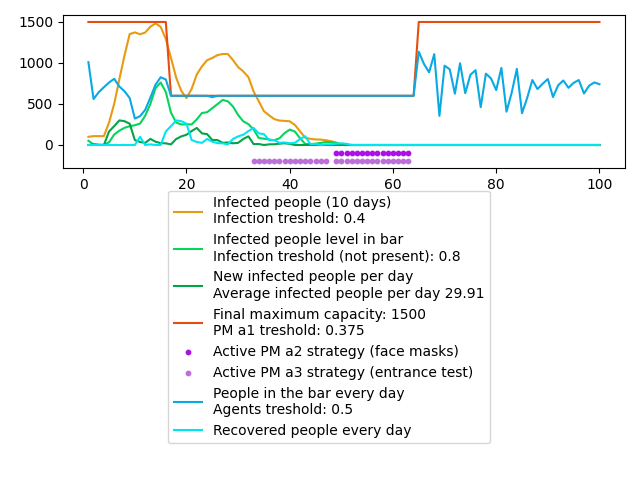 1500
1000
500
0
0 20 40 60 80 100
Infected people (10 days)
Infection treshold: 0.4
Infected people level in bar
Infection treshold (not present): 0.8
New infected people per day
Average infected people per day 29.91
Final maximum capacity: 1500
PM a1 treshold: 0.375
Active PM a2 strategy (face masks)
Active PM a3 strategy (entrance test)
People in the bar every day
Agents treshold: 0.5
Recovered people every day